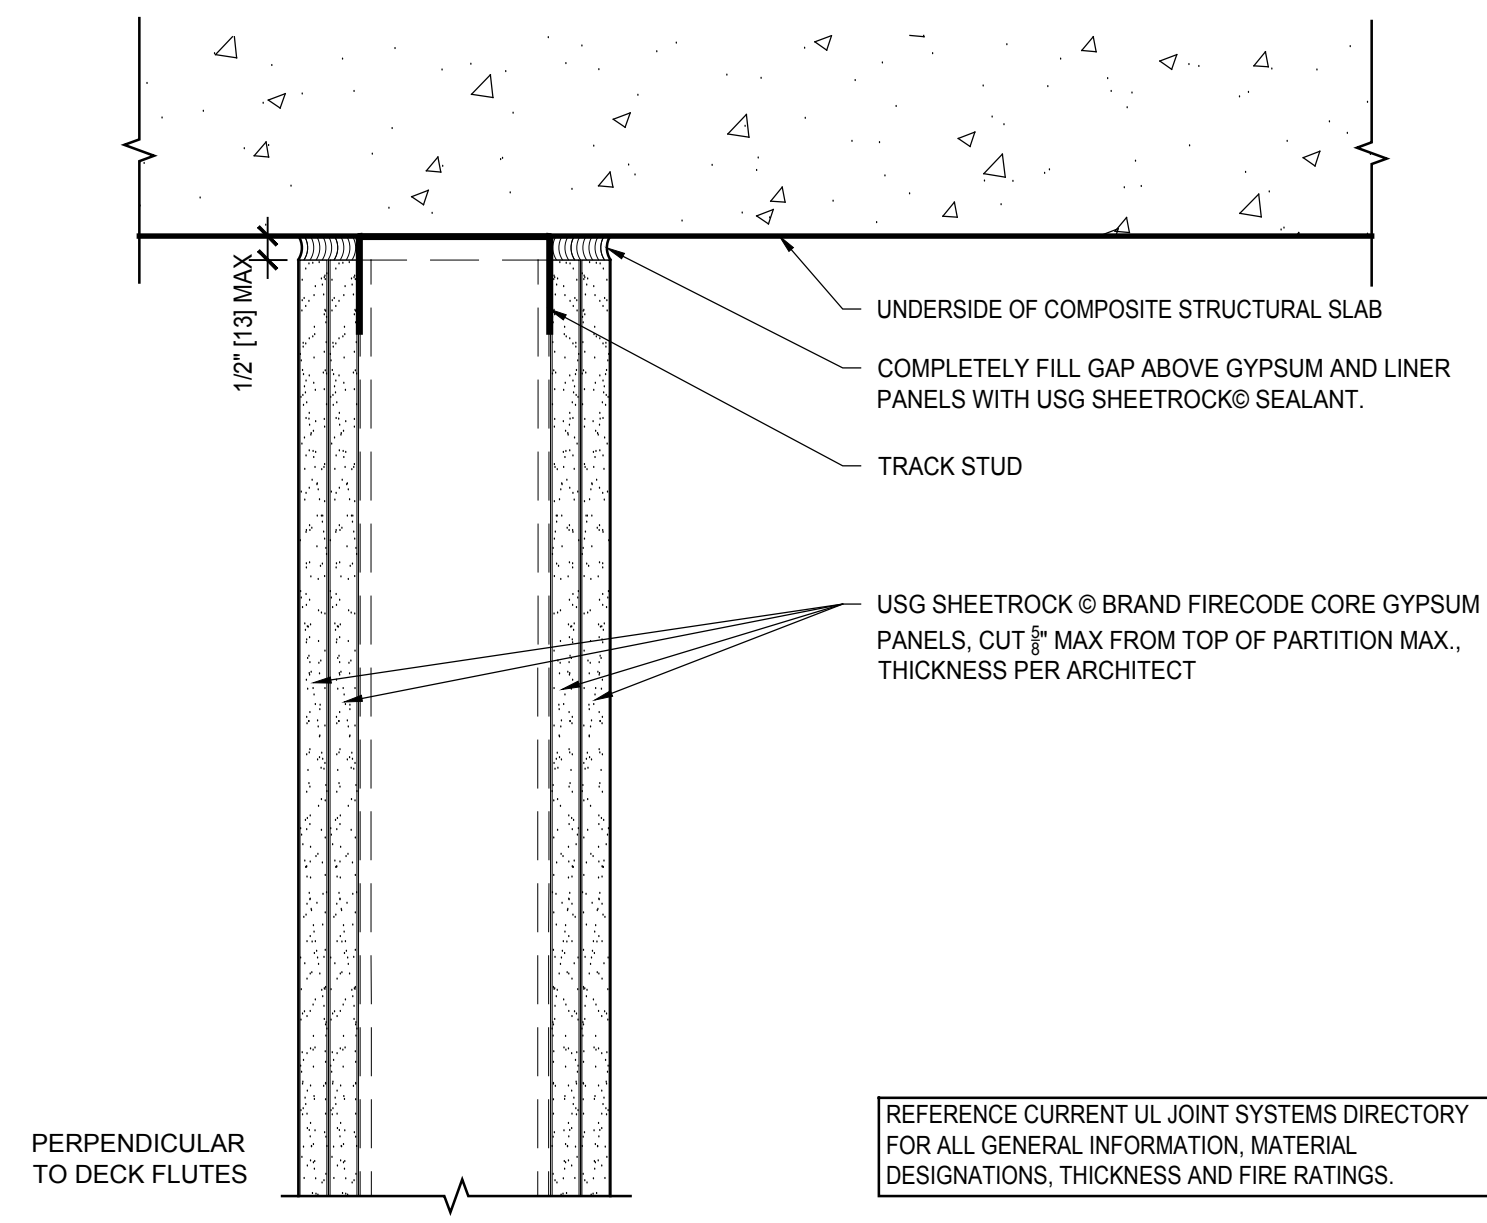 1/2" [13] MAX
UNDERSIDE OF COMPOSITE STRUCTURAL SLAB
COMPLETELY FILL GAP ABOVE GYPSUM AND LINER
PANELS WITH USG SHEETROCK© SEALANT.
TRACK STUD
USG SHEETROCK © BRAND FIRECODE CORE GYPSUM
PANELS, CUT 5/8" MAX FROM TOP OF PARTITION MAX.,
THICKNESS PER ARCHITECT
PERPENDICULAR
TO DECK FLUTES
REFERENCE CURRENT UL JOINT SYSTEMS DIRECTORY
FOR ALL GENERAL INFORMATION, MATERIAL
DESIGNATIONS, THICKNESS AND FIRE RATINGS.